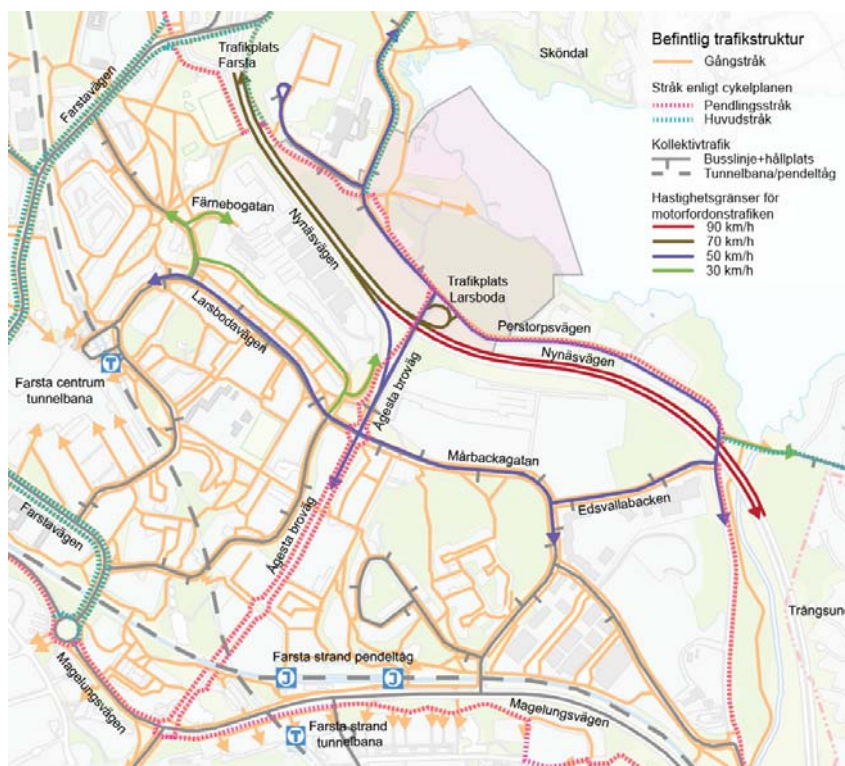 Trafikplats
Farsta
Sköndal
Befintlig trafikstruktur
Gångstråk
Stråk enligt cykelplanen
Pendlingsstråk
Huvudstråk
Kollektivtrafik
Busslinje+hållplats
Tunnelbana/pendeltåg
Hastighetsgränser för
motorfordonstrafiken
90 km/h
70 km/h
50 km/h
30 km/h
Farstavägen
Färnebogatan
Nynäsvägen
Trafikplats
Larsboda
Larsbodavägen
Perstorpsvägen
Nynäsvägen
T
Farsta centrum
tunnelbana
Ågesta broväg
Mårbackagatan
Edsvallabacken
Farstavägen
Ågesta broväg
Trångsund
Farsta strand pendeltåg
J
J
Magelungsvägen
Magelungsvägen
T
Farsta strand
tunnelbana